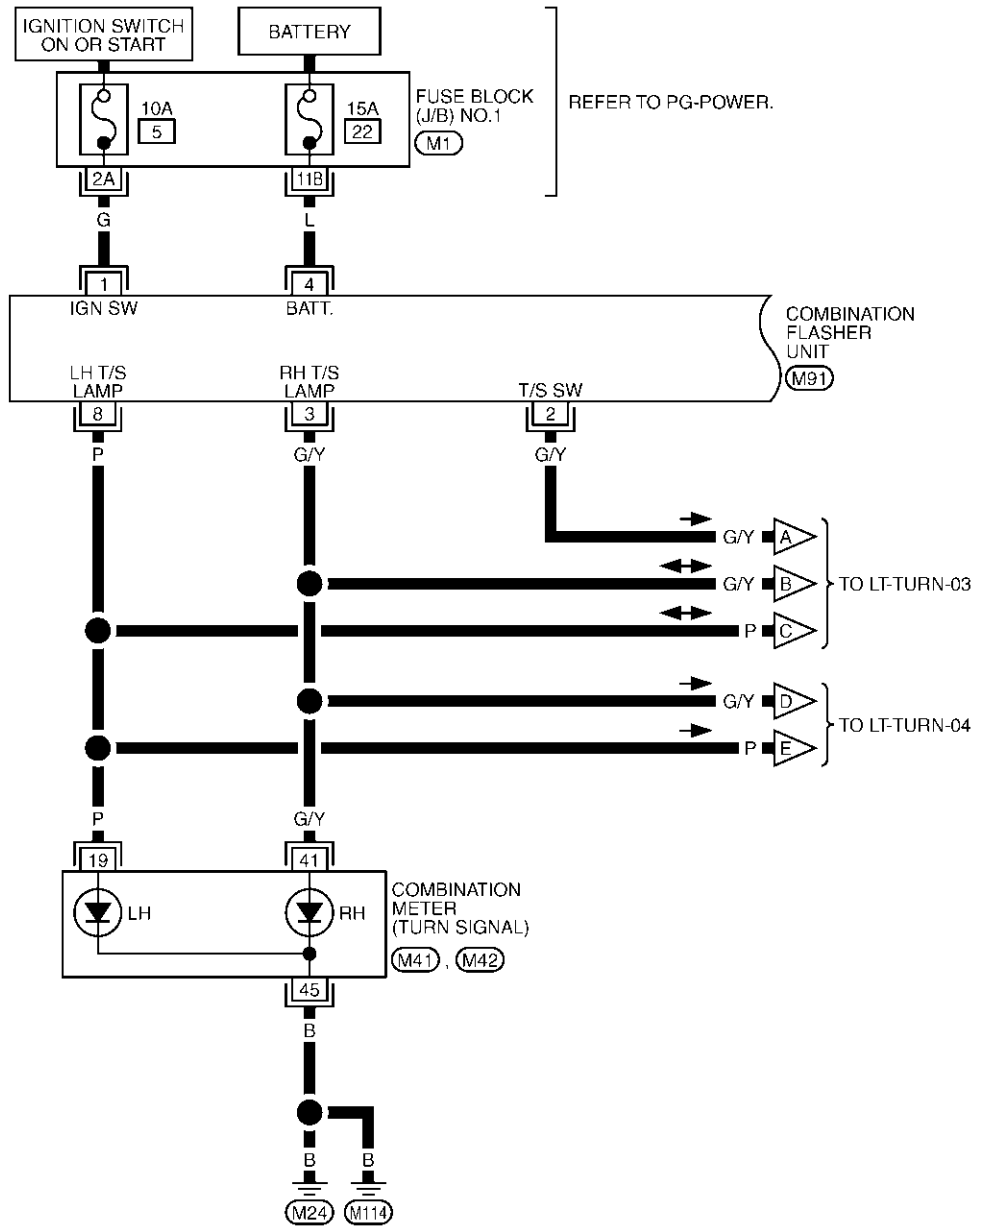 IGNITION SWITCH
ON OR START
BATTERY
10A
5
15A
22
FUSE BLOCK
(J/B) NO.1
M1
REFER TO PG-POWER.
2A
11B
G
L
1
4
IGN SW
BATT.
COMBINATION
FLASHER
UNIT
M91
LH T/S
LAMP
RH T/S
LAMP
T/S SW
8
3
2
P
G/Y
G/Y
G/Y
A
G/Y
B
P
C
TO LT-TURN-03
G/Y
D
P
E
TO LT-TURN-04
P
G/Y
19
41
LH
RH
COMBINATION
METER
(TURN SIGNAL)
M41 , M42
45
B
B
B
M24
M114